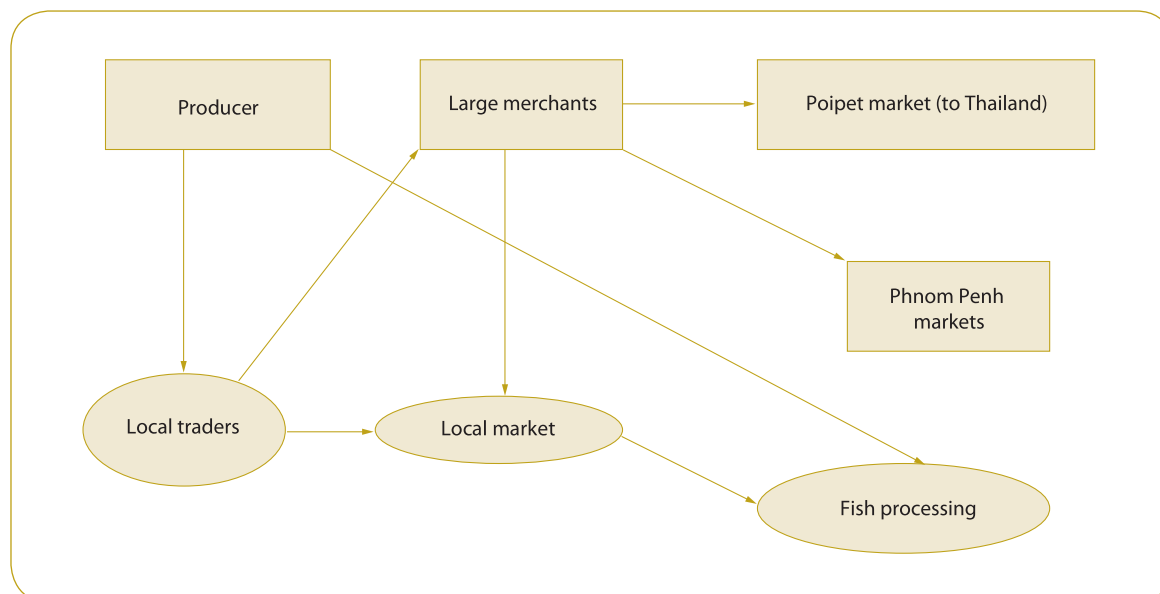 Producer
Large merchants
Poipet market (to Thailand)
Phnom Penh
markets
Local traders
Local market
Fish processing